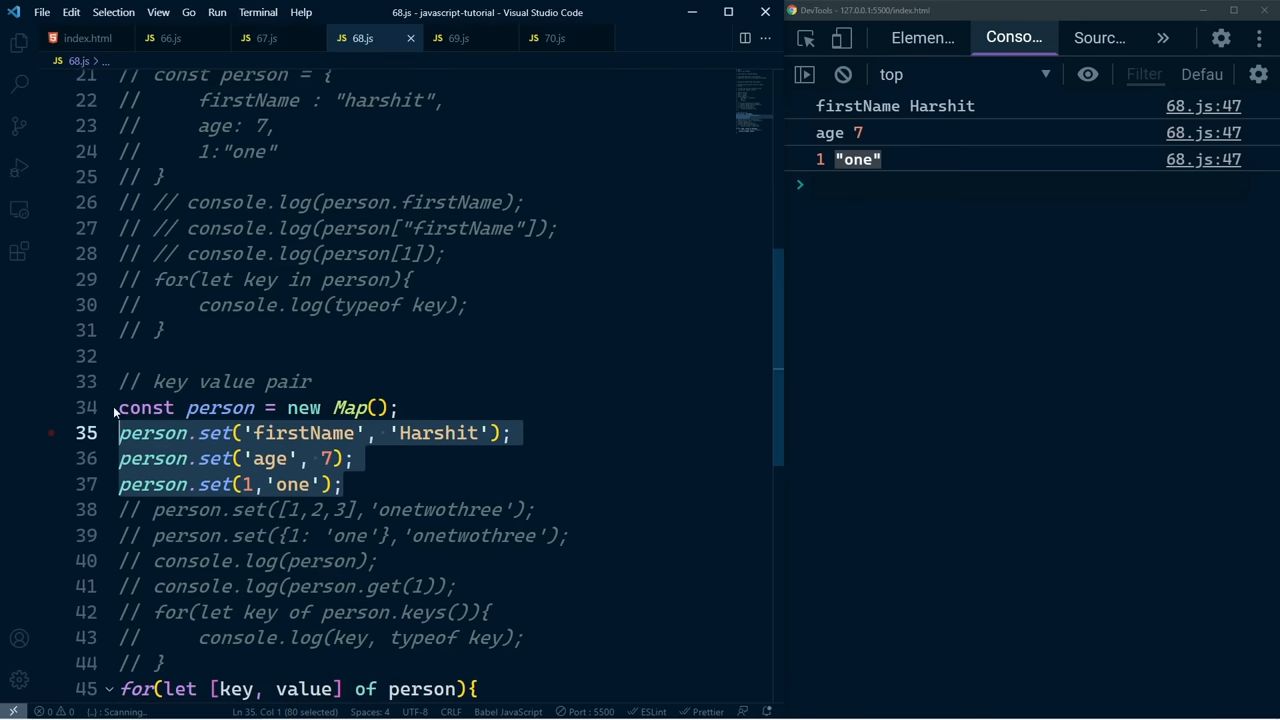 File Edit Selection View Go Run Terminal Help 68.js - javascript-tutorial - Visual Studio Code
index.html JS 66.js JS 67.js JS 68.js JS 69.js JS 70.js
JS 68.js > ...
21 // const person = {
22 //     firstName : "harshit",
23 //     age: 7,
24 //     1:"one"
25 // }
26 // // console.log(person.firstName);
27 // // console.log(person["firstName"]);
28 // // console.log(person[1]);
29 // for(let key in person){
30 //     console.log(typeof key);
31 // }
32
33 // key value pair
34 const person = new Map();
35 person.set('firstName', 'Harshit');
36 person.set('age', 7);
37 person.set(1,'one');
38 // person.set([1,2,3],'onetwothree');
39 // person.set({1: 'one'},'onetwothree');
40 // console.log(person);
41 // console.log(person.get(1));
42 // for(let key of person.keys()){
43 //     console.log(key, typeof key);
44 // }
45 for(let [key, value] of person){
0 0 {..}: Scanning.. Ln 35, Col 1 (80 selected) Spaces: 4 UTF-8 CRLF Babel JavaScript Port : 5500 ESLint Prettier
DevTools - 127.0.0.1:5500/index.html
Elemen... Conso... Sourc...
top Filter Defau
firstName Harshit 68.js:47
age 7 68.js:47
1 "one" 68.js:47